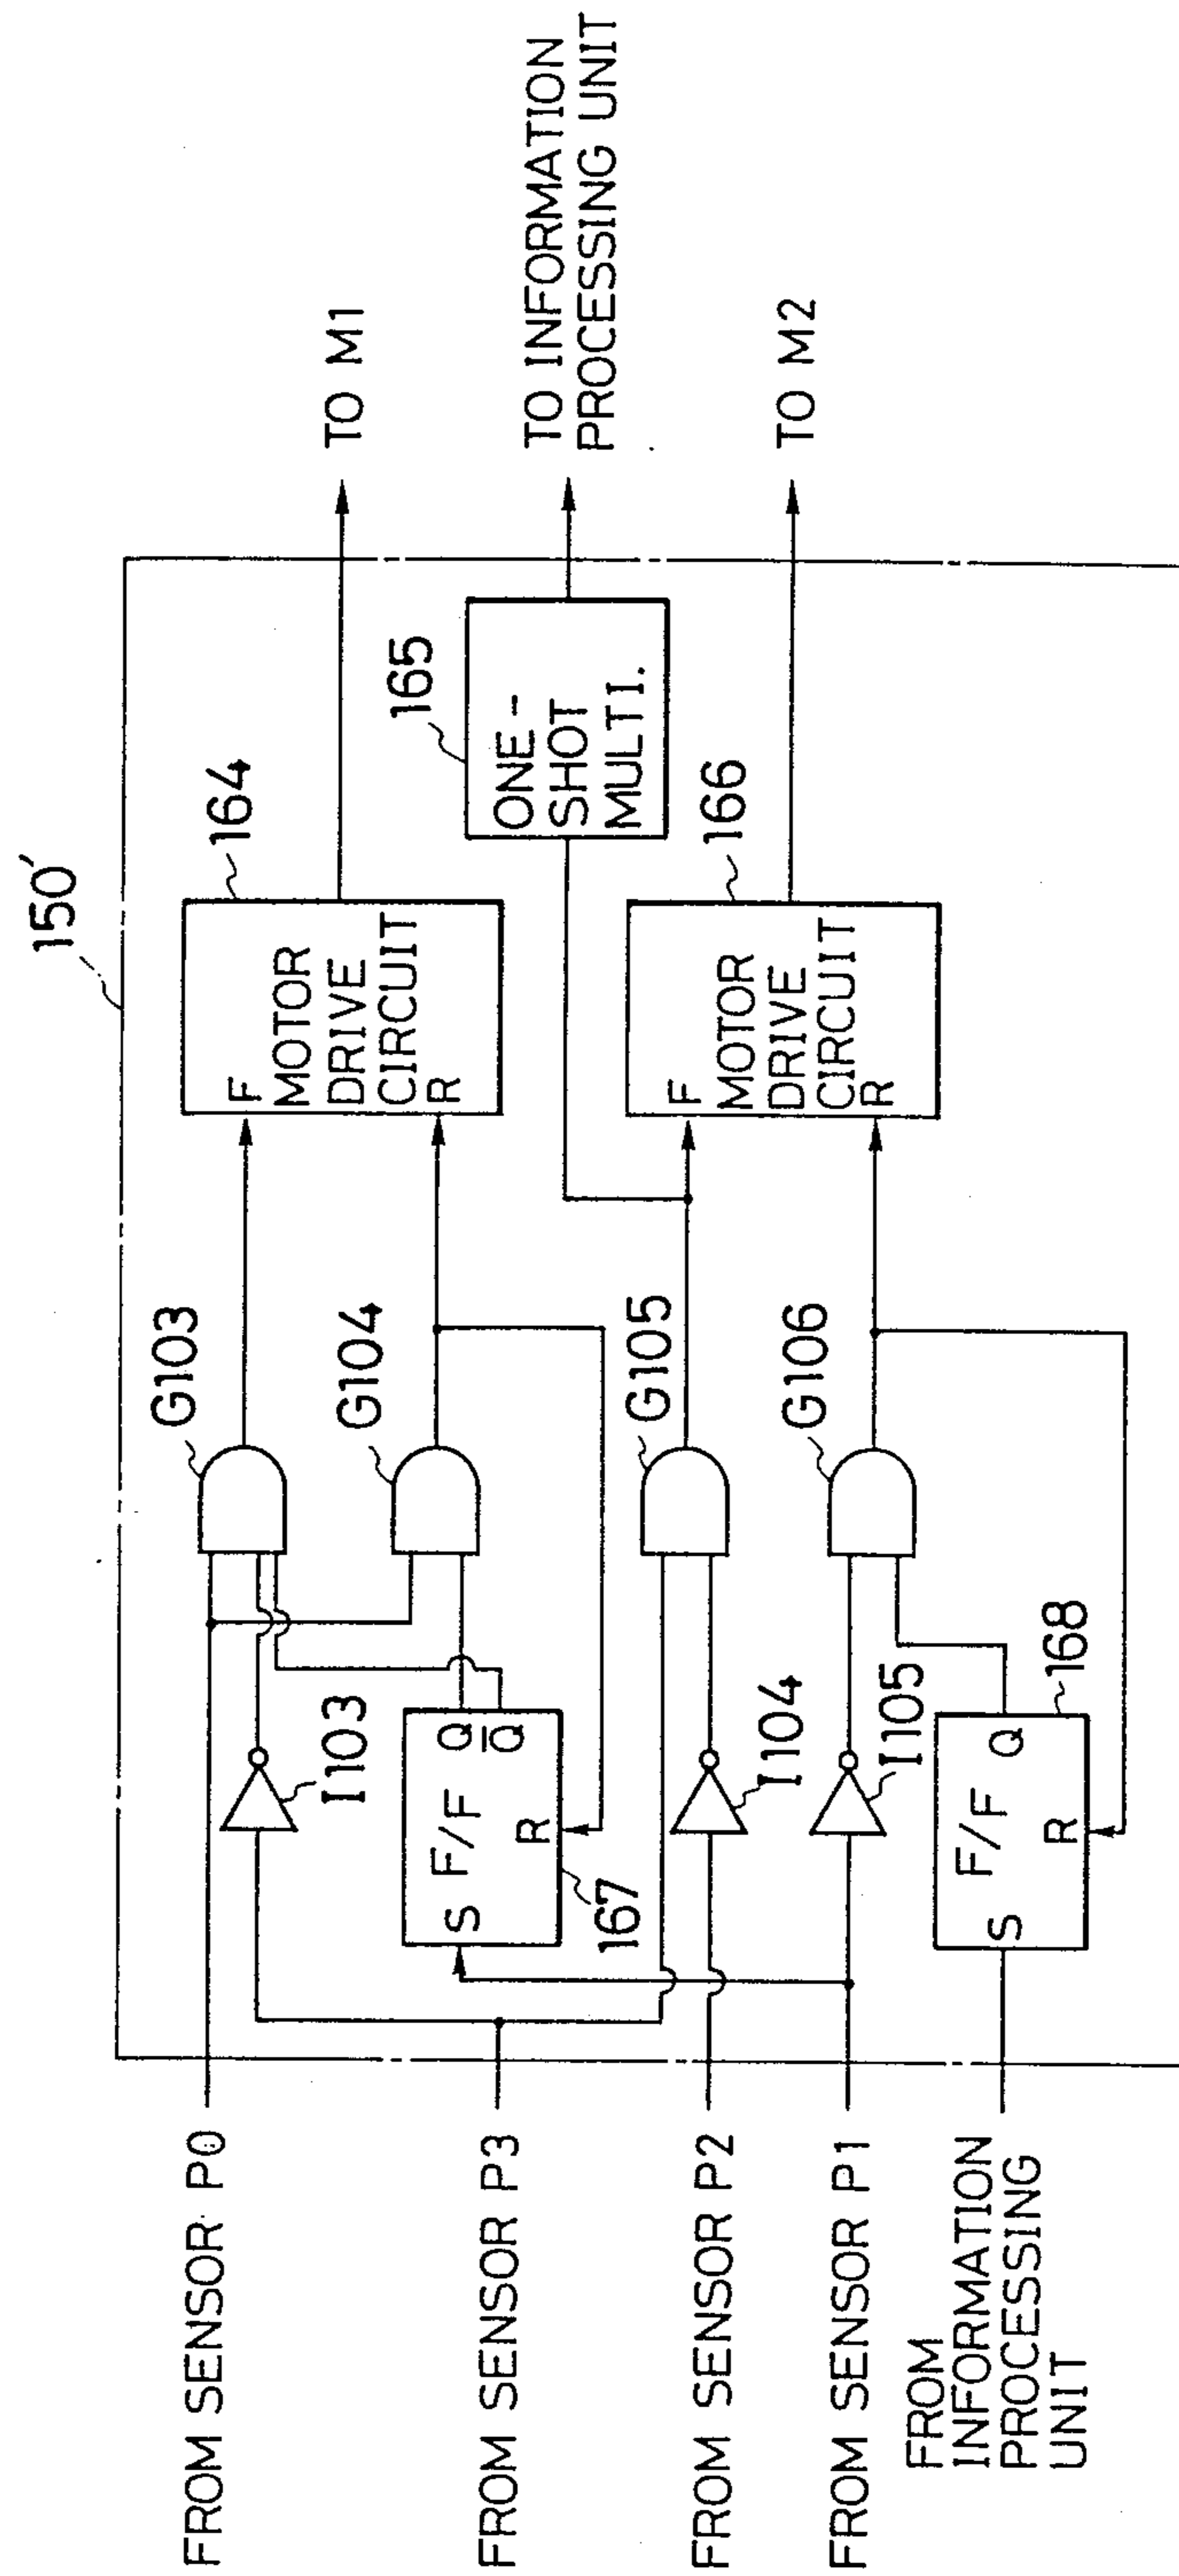 150'
FROM SENSOR P0
FROM SENSOR P3
FROM SENSOR P2
FROM SENSOR P1
FROM
INFORMATION
PROCESSING
UNIT
I103
S F/F Q
Q̅
R
167
I104
I105
S F/F Q
R
168
G103
G104
G105
G106
164
F
MOTOR
DRIVE
CIRCUIT
R
165
ONE-
SHOT
MULTI.
166
F
MOTOR
DRIVE
CIRCUIT
R
TO M1
TO INFORMATION
PROCESSING UNIT
TO M2